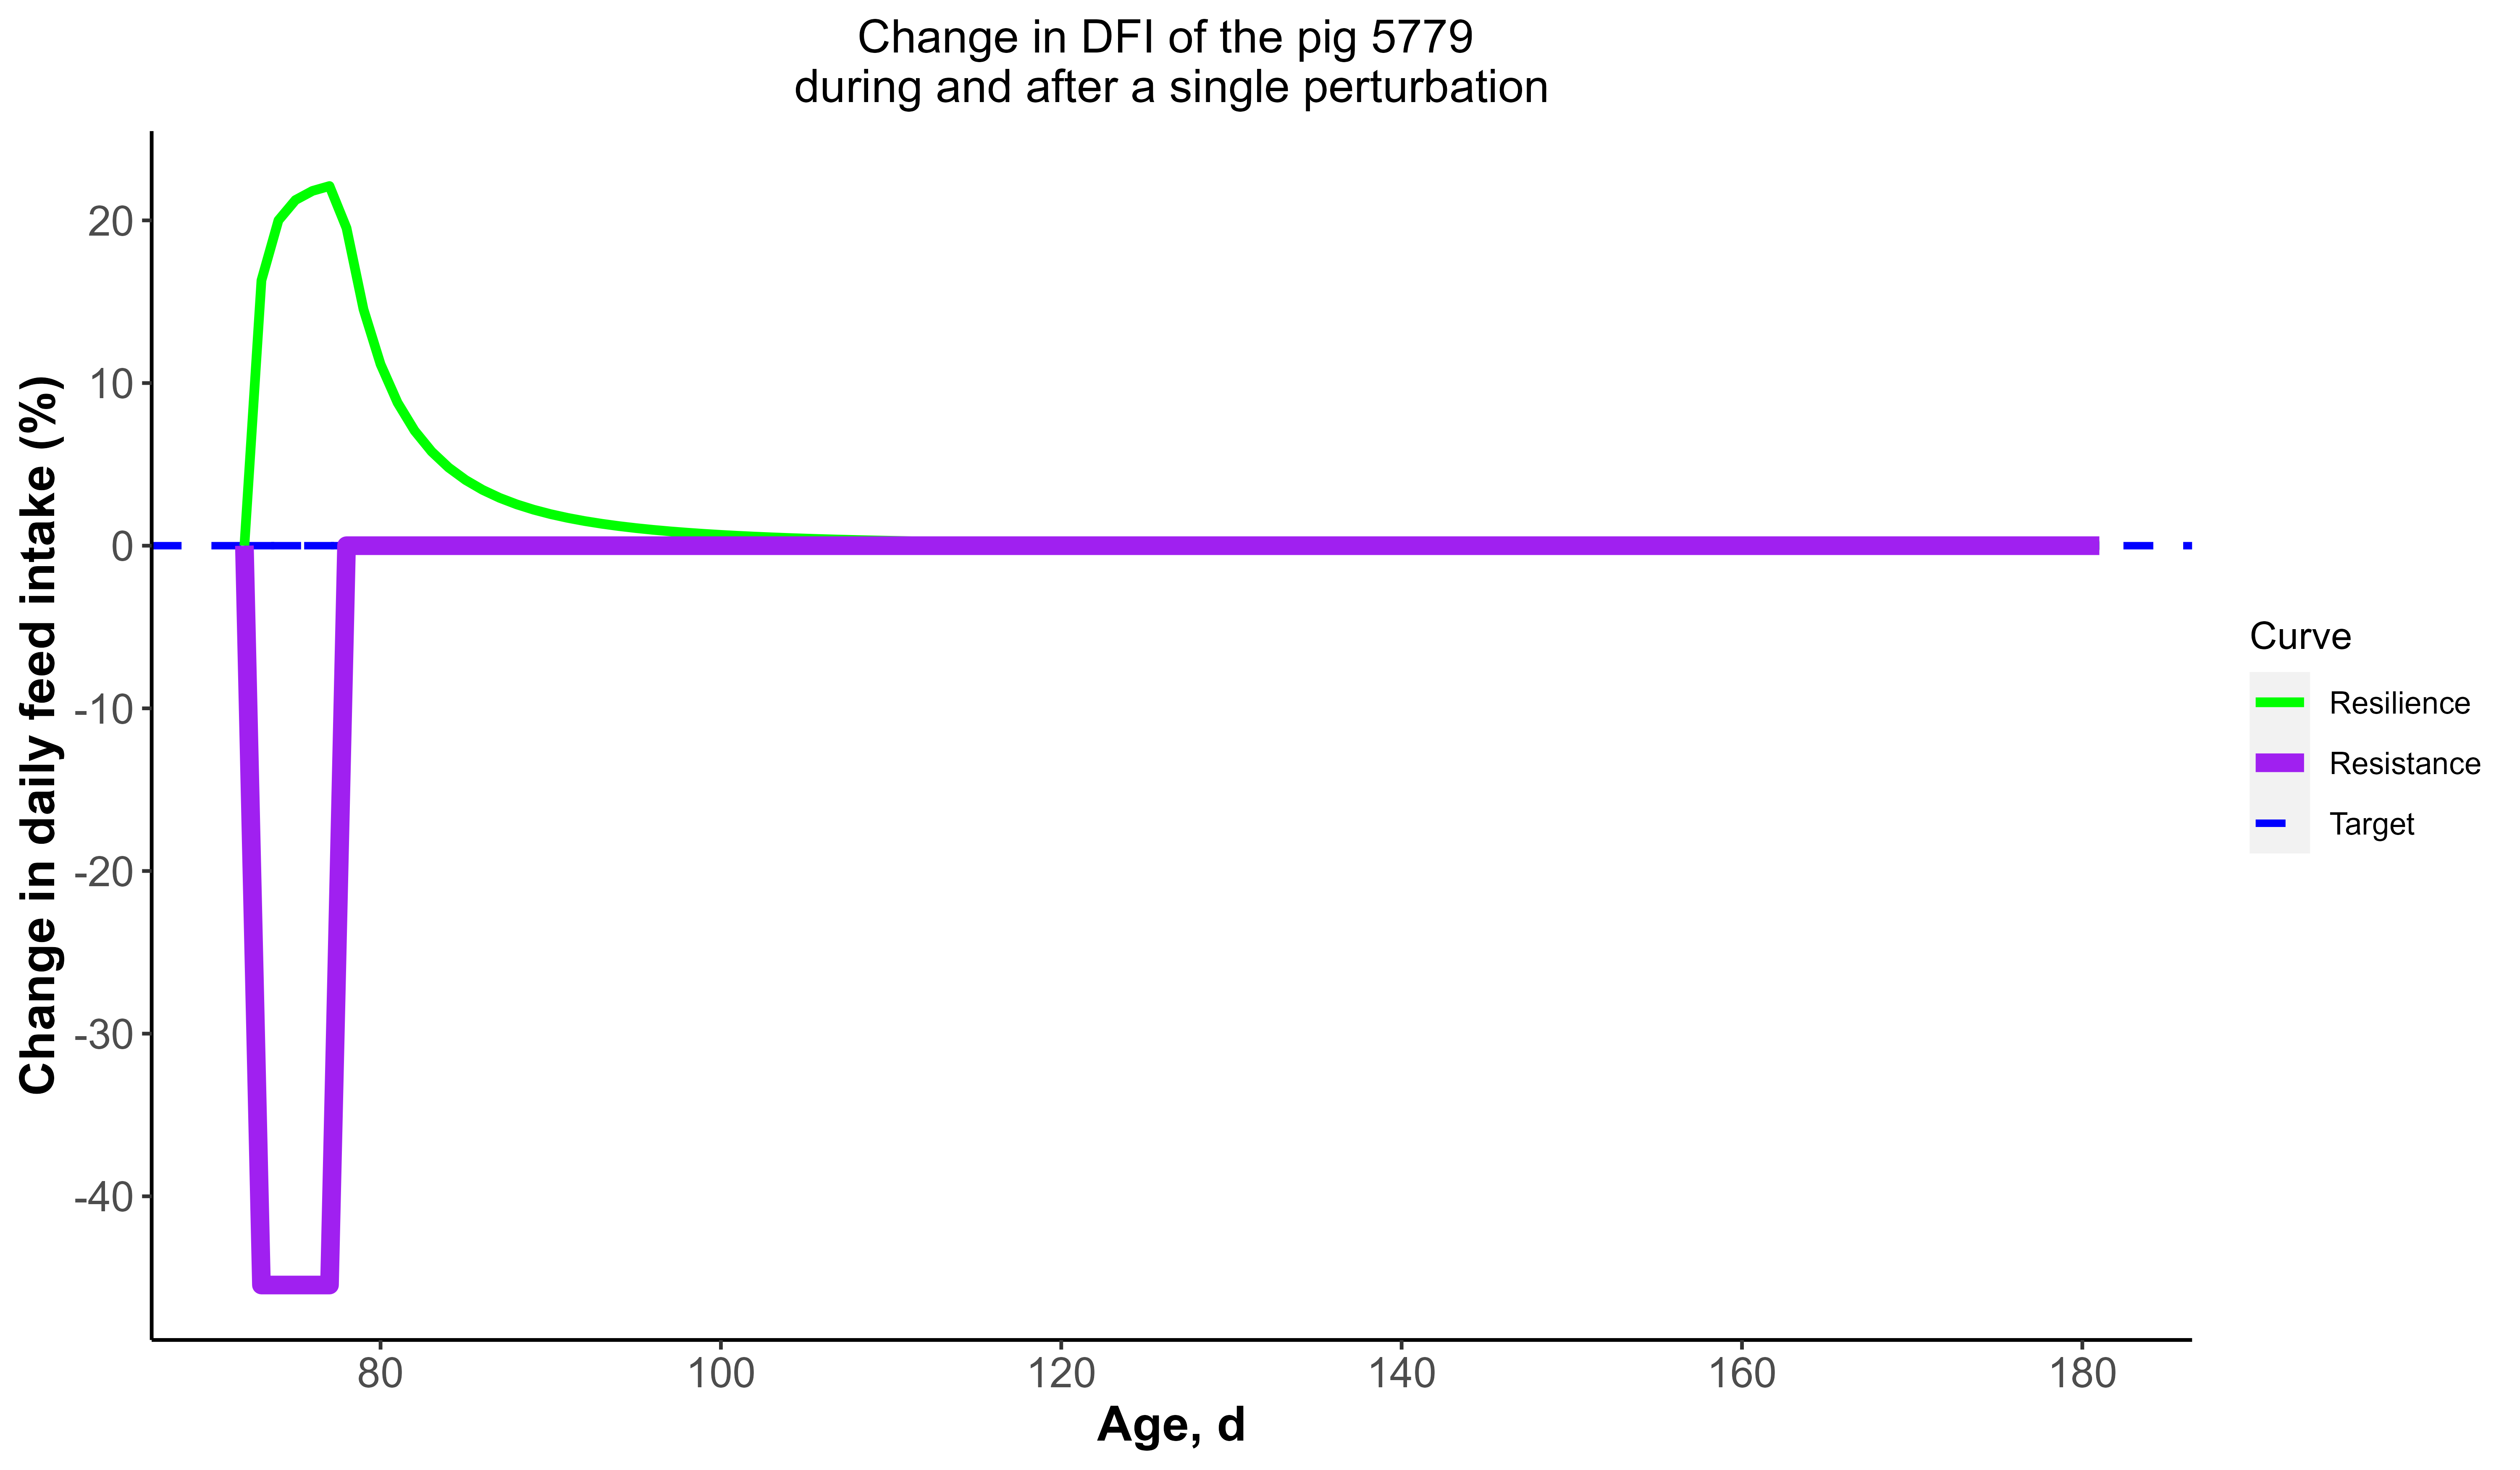 Change in DFI of the pig 5779
during and after a single perturbation
Change in daily feed intake (%)
20
10
0
-10
-20
-30
-40
80 100 120 140 160 180
Age, d
Curve
Resilience
Resistance
Target